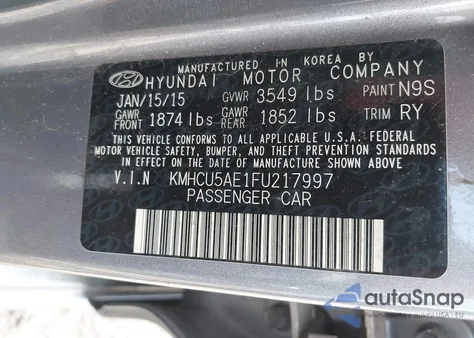 MANUFACTURED IN KOREA BY
HYUNDAI MOTOR COMPANY
JAN/15/15 GVWR 3549 lbs PAINT N9S
GAWR FRONT 1874 lbs GAWR REAR 1852 lbs TRIM RY
THIS VEHICLE CONFORMS TO ALL APPLICABLE U.S.A. FEDERAL
MOTOR VEHICLE SAFETY, BUMPER, AND THEFT PREVENTION STANDARDS
IN EFFECT ON THE DATE OF MANUFACTURE SHOWN ABOVE.
V.I.N KMHCU5AE1FU217997
PASSENGER CAR
autoSnap